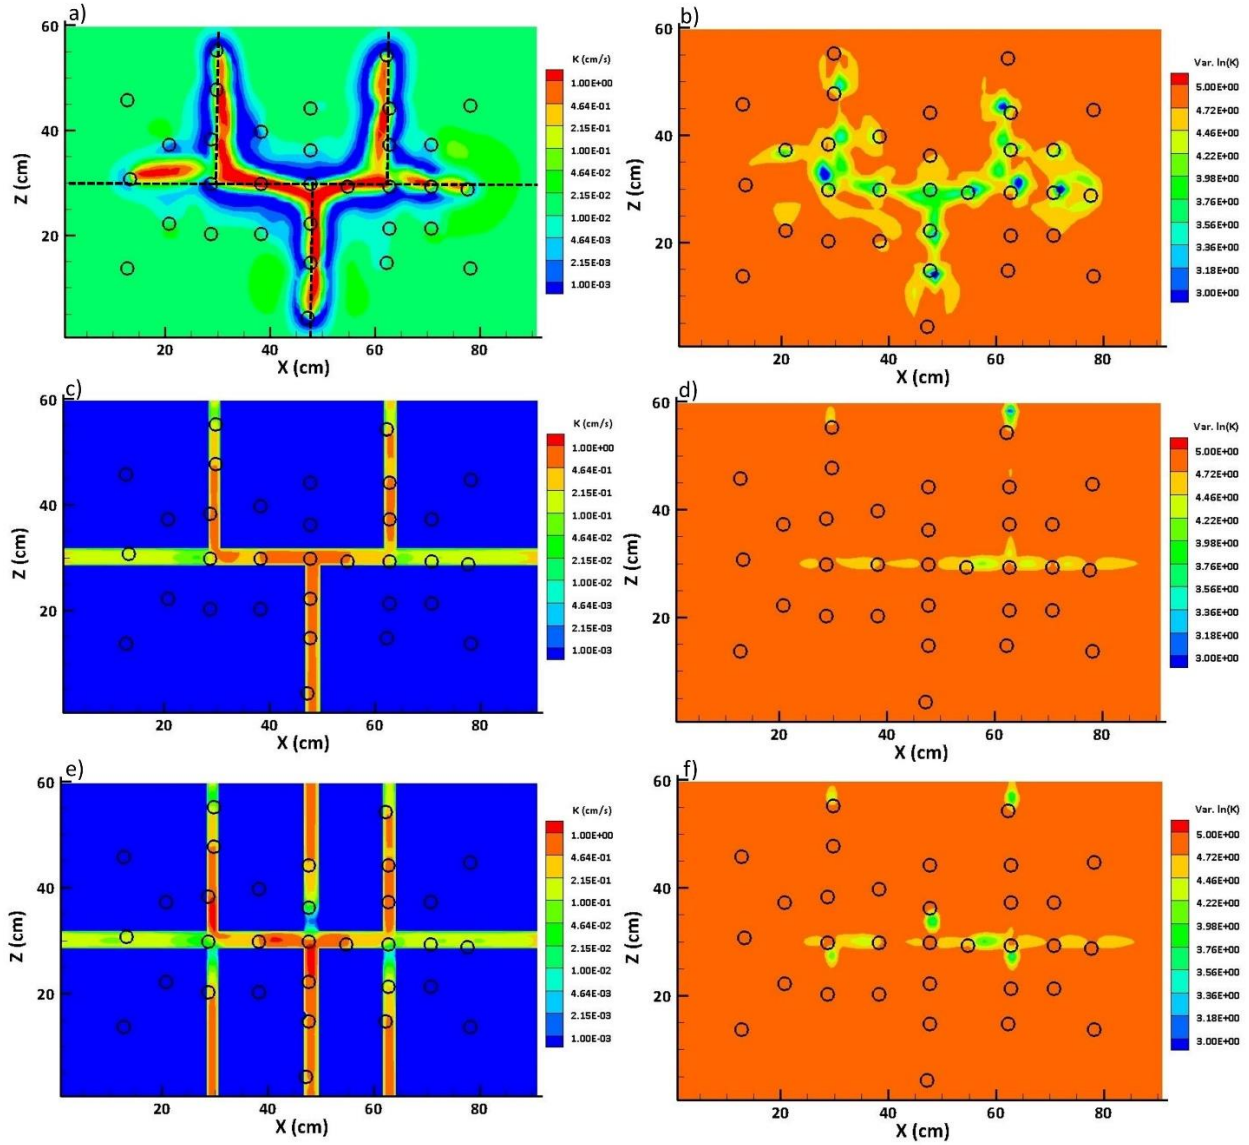 a)
60
40
20
Z (cm)
20
40
60
80
X (cm)
K (cm/s)
1.00E+00
4.64E-01
2.15E-01
1.00E-01
4.64E-02
2.15E-02
1.00E-02
4.64E-03
2.15E-03
1.00E-03
b)
60
40
20
Z (cm)
20
40
60
80
X (cm)
Var. ln(K)
5.00E+00
4.72E+00
4.46E+00
4.22E+00
3.98E+00
3.76E+00
3.56E+00
3.36E+00
3.18E+00
3.00E+00
c)
60
40
20
Z (cm)
20
40
60
80
X (cm)
K (cm/s)
1.00E+00
4.64E-01
2.15E-01
1.00E-01
4.64E-02
2.15E-02
1.00E-02
4.64E-03
2.15E-03
1.00E-03
d)
60
40
20
Z (cm)
20
40
60
80
X (cm)
Var. ln(K)
5.00E+00
4.72E+00
4.46E+00
4.22E+00
3.98E+00
3.76E+00
3.56E+00
3.36E+00
3.18E+00
3.00E+00
e)
60
40
20
Z (cm)
20
40
60
80
X (cm)
K (cm/s)
1.00E+00
4.64E-01
2.15E-01
1.00E-01
4.64E-02
2.15E-02
1.00E-02
4.64E-03
2.15E-03
1.00E-03
f)
60
40
20
Z (cm)
20
40
60
80
X (cm)
Var. ln(K)
5.00E+00
4.72E+00
4.46E+00
4.22E+00
3.98E+00
3.76E+00
3.56E+00
3.36E+00
3.18E+00
3.00E+00